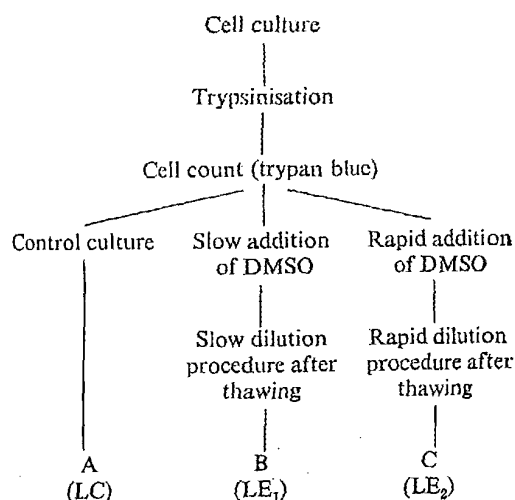 Cell culture
Trypsinisation
Cell count (trypan blue)
Control culture
Slow addition
of DMSO
Rapid addition
of DMSO
Slow dilution
procedure after
thawing
Rapid dilution
procedure after
thawing
A
(LC)
B
(LE₁)
C
(LE₂)